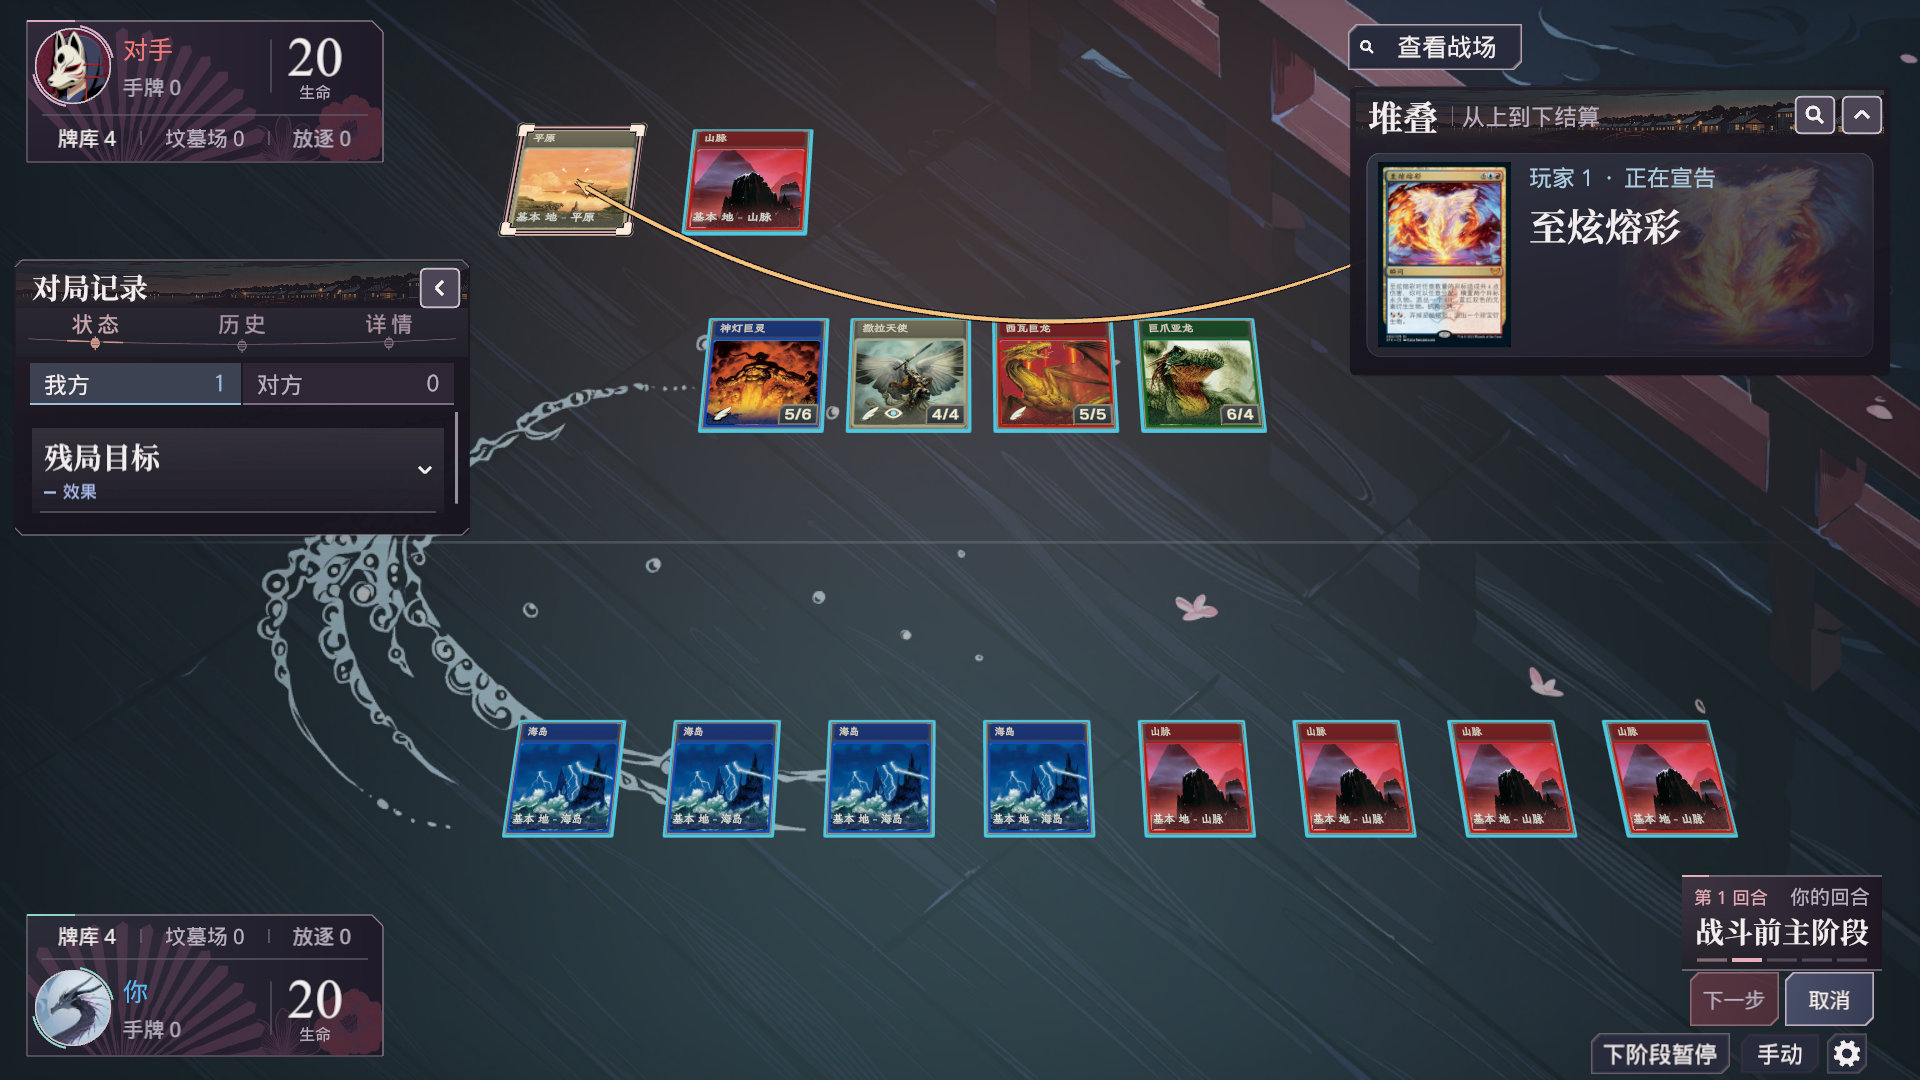 对手
手牌 0
20
生命
牌库 4
坟墓场 0
放逐 0
查看战场
堆叠
从上到下结算
玩家 1 · 正在宣告
至炫熔彩
平原
基本 地 – 平原
山脉
基本 地 – 山脉
对局记录
状态
历史
详情
我方 1
对方 0
残局目标
– 效果
神灯巨灵
5/6
撒拉天使
4/4
西瓦巨龙
5/5
巨爪亚龙
6/4
海岛
基本 地 – 海岛
海岛
基本 地 – 海岛
海岛
基本 地 – 海岛
海岛
基本 地 – 海岛
山脉
基本 地 – 山脉
山脉
基本 地 – 山脉
山脉
基本 地 – 山脉
山脉
基本 地 – 山脉
牌库 4
坟墓场 0
放逐 0
你
手牌 0
20
生命
第 1 回合
你的回合
战斗前主阶段
下一步
取消
下阶段暂停
手动